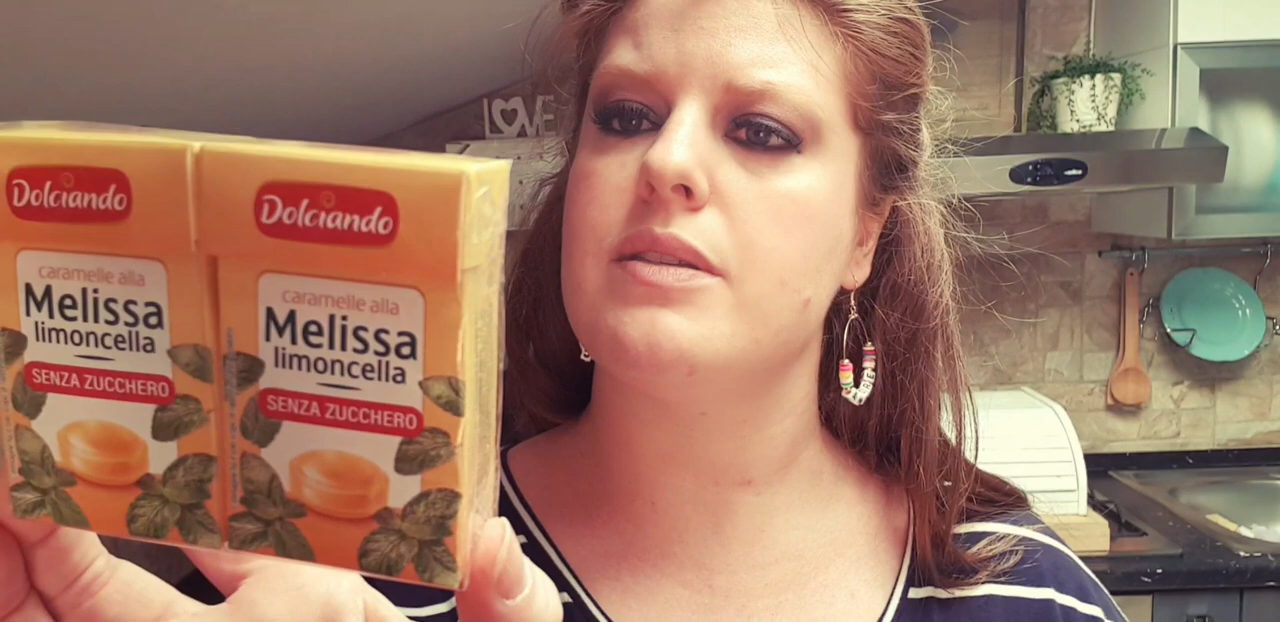 LOVE
Dolciando
caramelle alla
Melissa
limoncella
SENZA ZUCCHERO
Dolciando
caramelle alla
Melissa
limoncella
SENZA ZUCCHERO